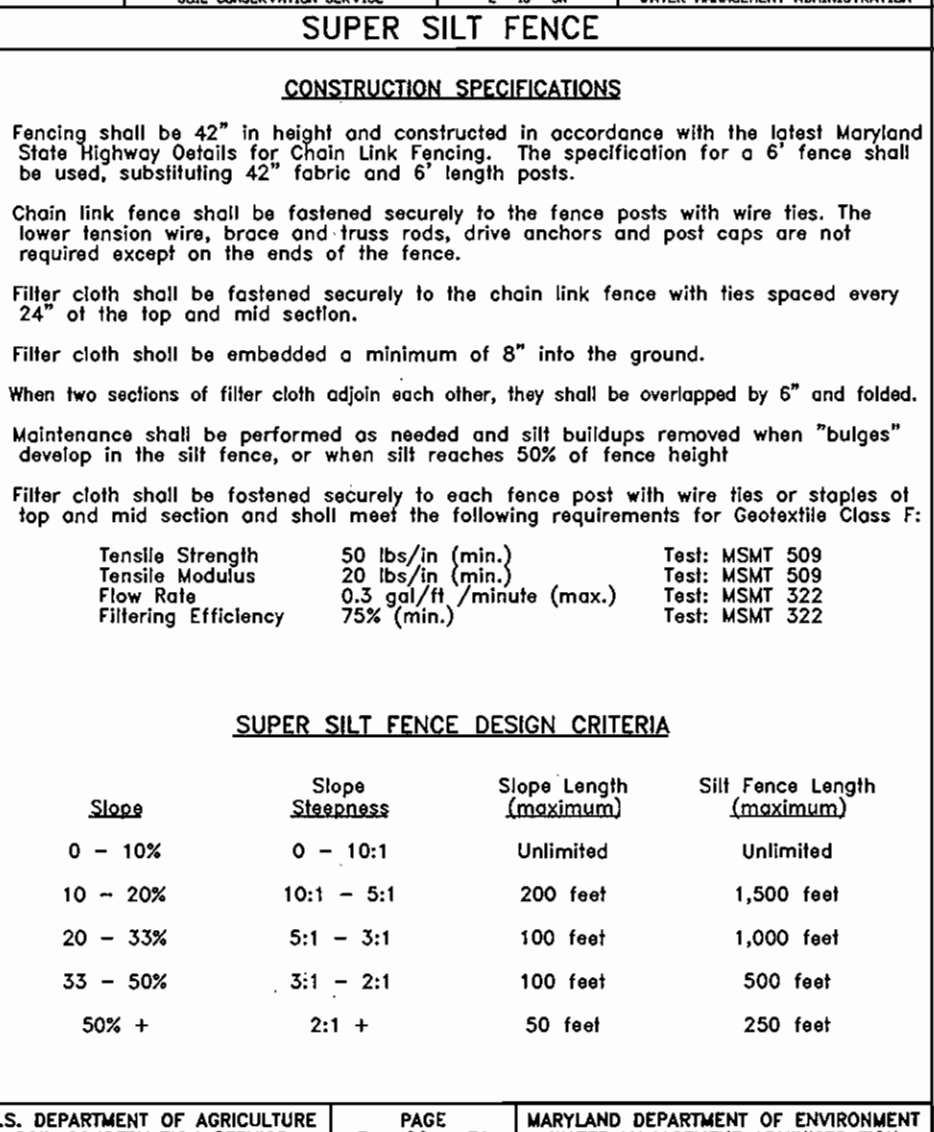 SUPER SILT FENCE
CONSTRUCTION SPECIFICATIONS
Fencing shall be 42" in height and constructed in accordance with the latest Maryland
State Highway Details for Chain Link Fencing. The specification for a 6' fence shall
be used, substituting 42" fabric and 6' length posts.
Chain link fence shall be fastened securely to the fence posts with wire ties. The
lower tension wire, brace and truss rods, drive anchors and post caps are not
required except on the ends of the fence.
Filter cloth shall be fastened securely to the chain link fence with ties spaced every
24" at the top and mid section.
Filter cloth shall be embedded a minimum of 8" into the ground.
When two sections of filter cloth adjoin each other, they shall be overlapped by 6" and folded.
Maintenance shall be performed as needed and silt buildups removed when "bulges"
develop in the silt fence, or when silt reaches 50% of fence height
Filter cloth shall be fastened securely to each fence post with wire ties or staples at
top and mid section and shall meet the following requirements for Geotextile Class F:
Tensile Strength 50 lbs/in (min.) Test: MSMT 509
Tensile Modulus 20 lbs/in (min.) Test: MSMT 509
Flow Rate 0.3 gal/ft /minute (max.) Test: MSMT 322
Filtering Efficiency 75% (min.) Test: MSMT 322
SUPER SILT FENCE DESIGN CRITERIA
Slope Slope Length Silt Fence Length
Slope Steepness (maximum) (maximum)
0 - 10% 0 - 10:1 Unlimited Unlimited
10 - 20% 10:1 - 5:1 200 feet 1,500 feet
20 - 33% 5:1 - 3:1 100 feet 1,000 feet
33 - 50% 3:1 - 2:1 100 feet 500 feet
50% + 2:1 + 50 feet 250 feet
.S. DEPARTMENT OF AGRICULTURE PAGE MARYLAND DEPARTMENT OF ENVIRONMENT